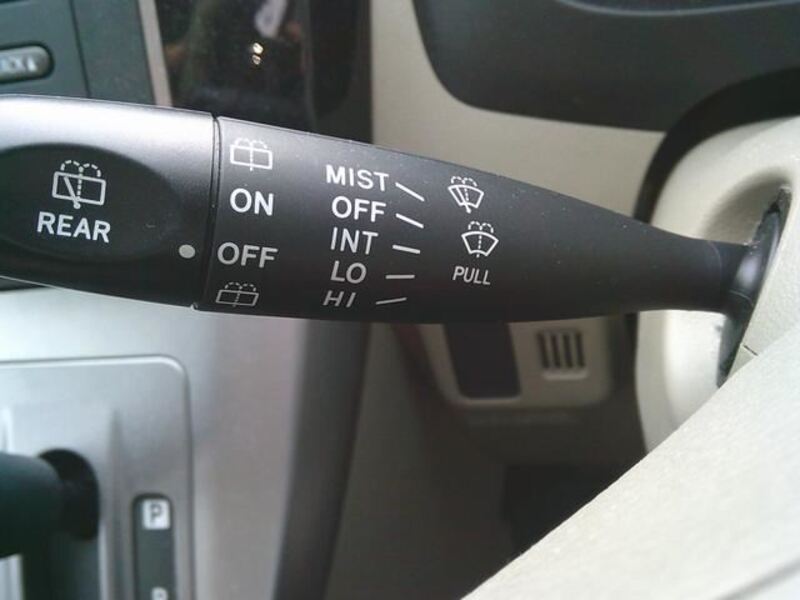 REAR
ON
OFF
MIST
OFF
INT
LO
HI
PULL
P